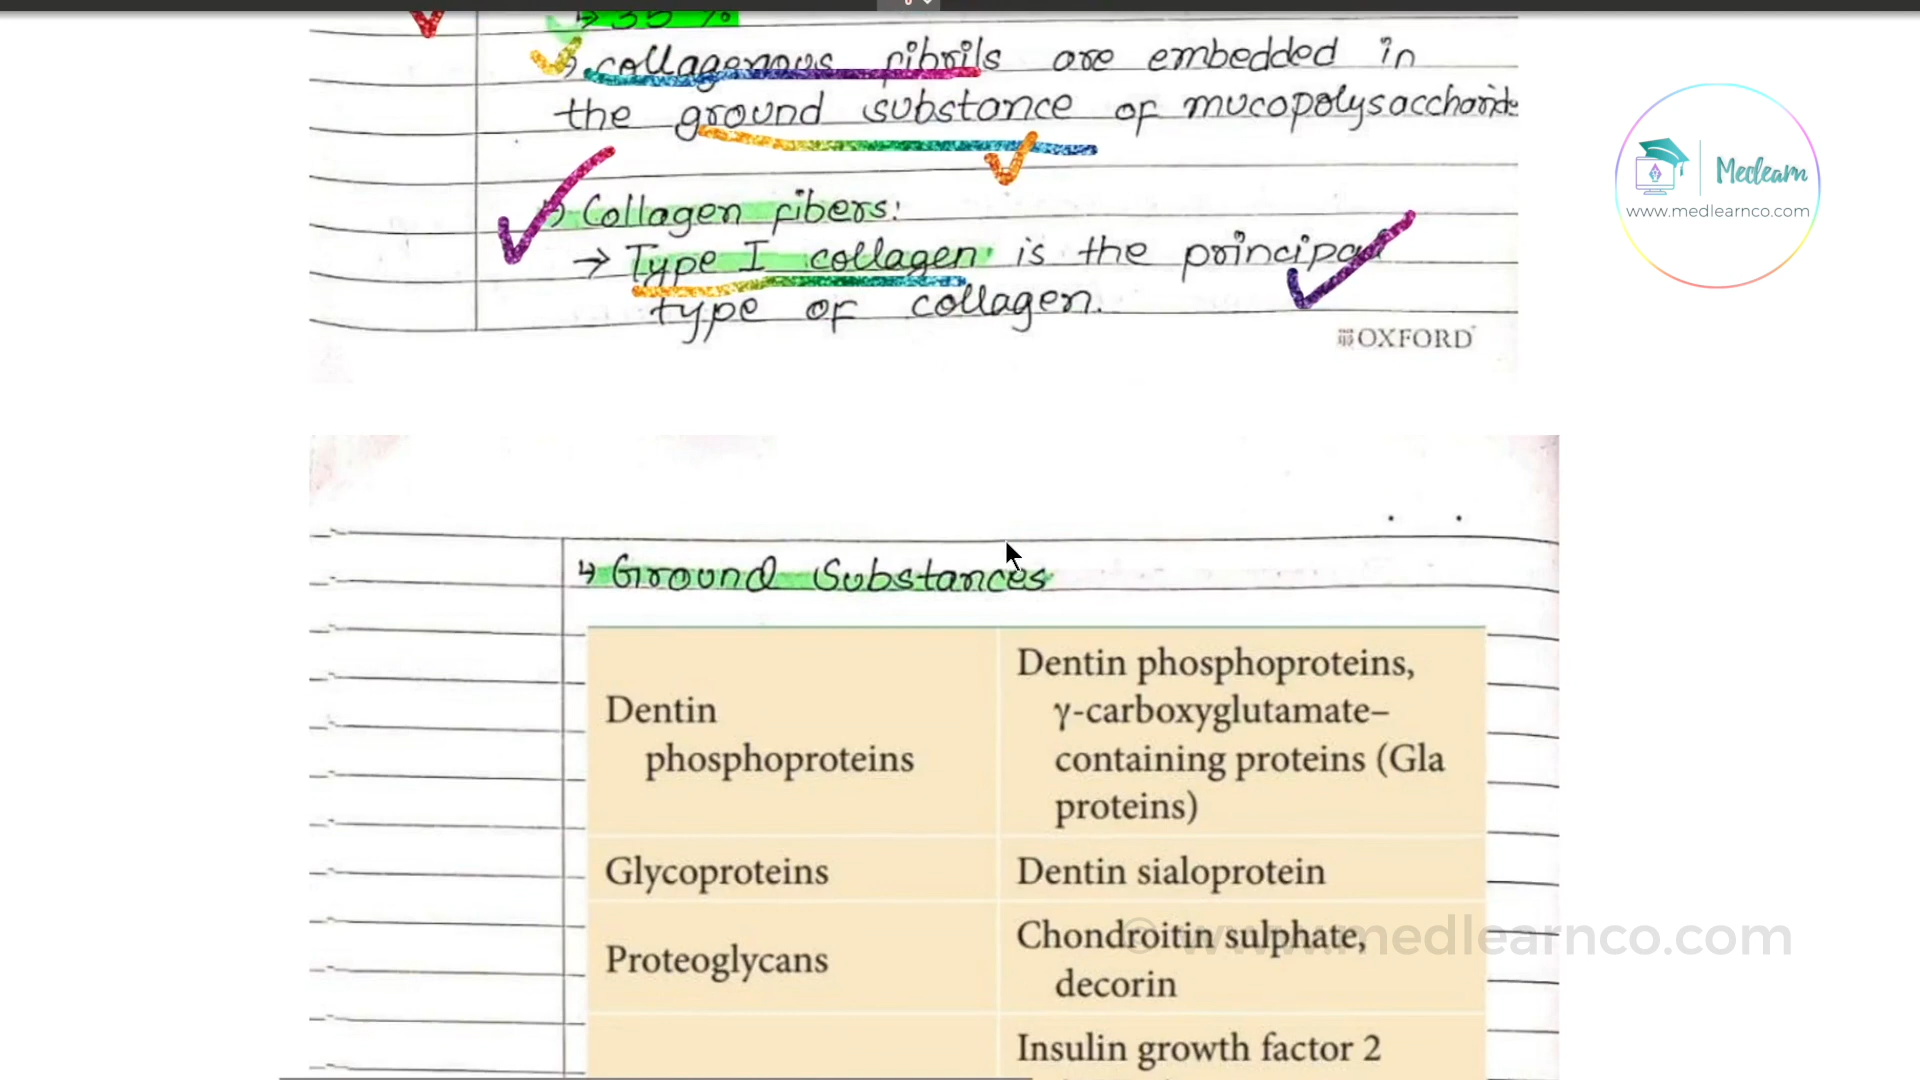 → 35 %
collagenous fibrils are embedded in
the ground substance of mucopolysaccharide
Collagen fibers:
→ Type I collagen is the principal
type of collagen.
OXFORD
Medlearn
www.medlearnco.com
↳ Ground Substances
Dentin
phosphoproteins
Dentin phosphoproteins,
γ-carboxyglutamate–
containing proteins (Gla
proteins)
Glycoproteins
Dentin sialoprotein
Proteoglycans
Chondroitin sulphate,
decorin
Insulin growth factor 2
© www.medlearnco.com